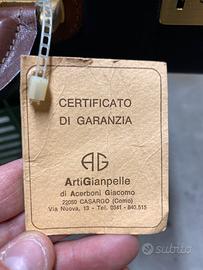 CERTIFICATO
DI GARANZIA
AG
ArtiGianpelle
di Acerboni Giacomo
22050 CASARGO (Como)
Via Nuova, 13 - Tel. 0341 - 840.515
subito